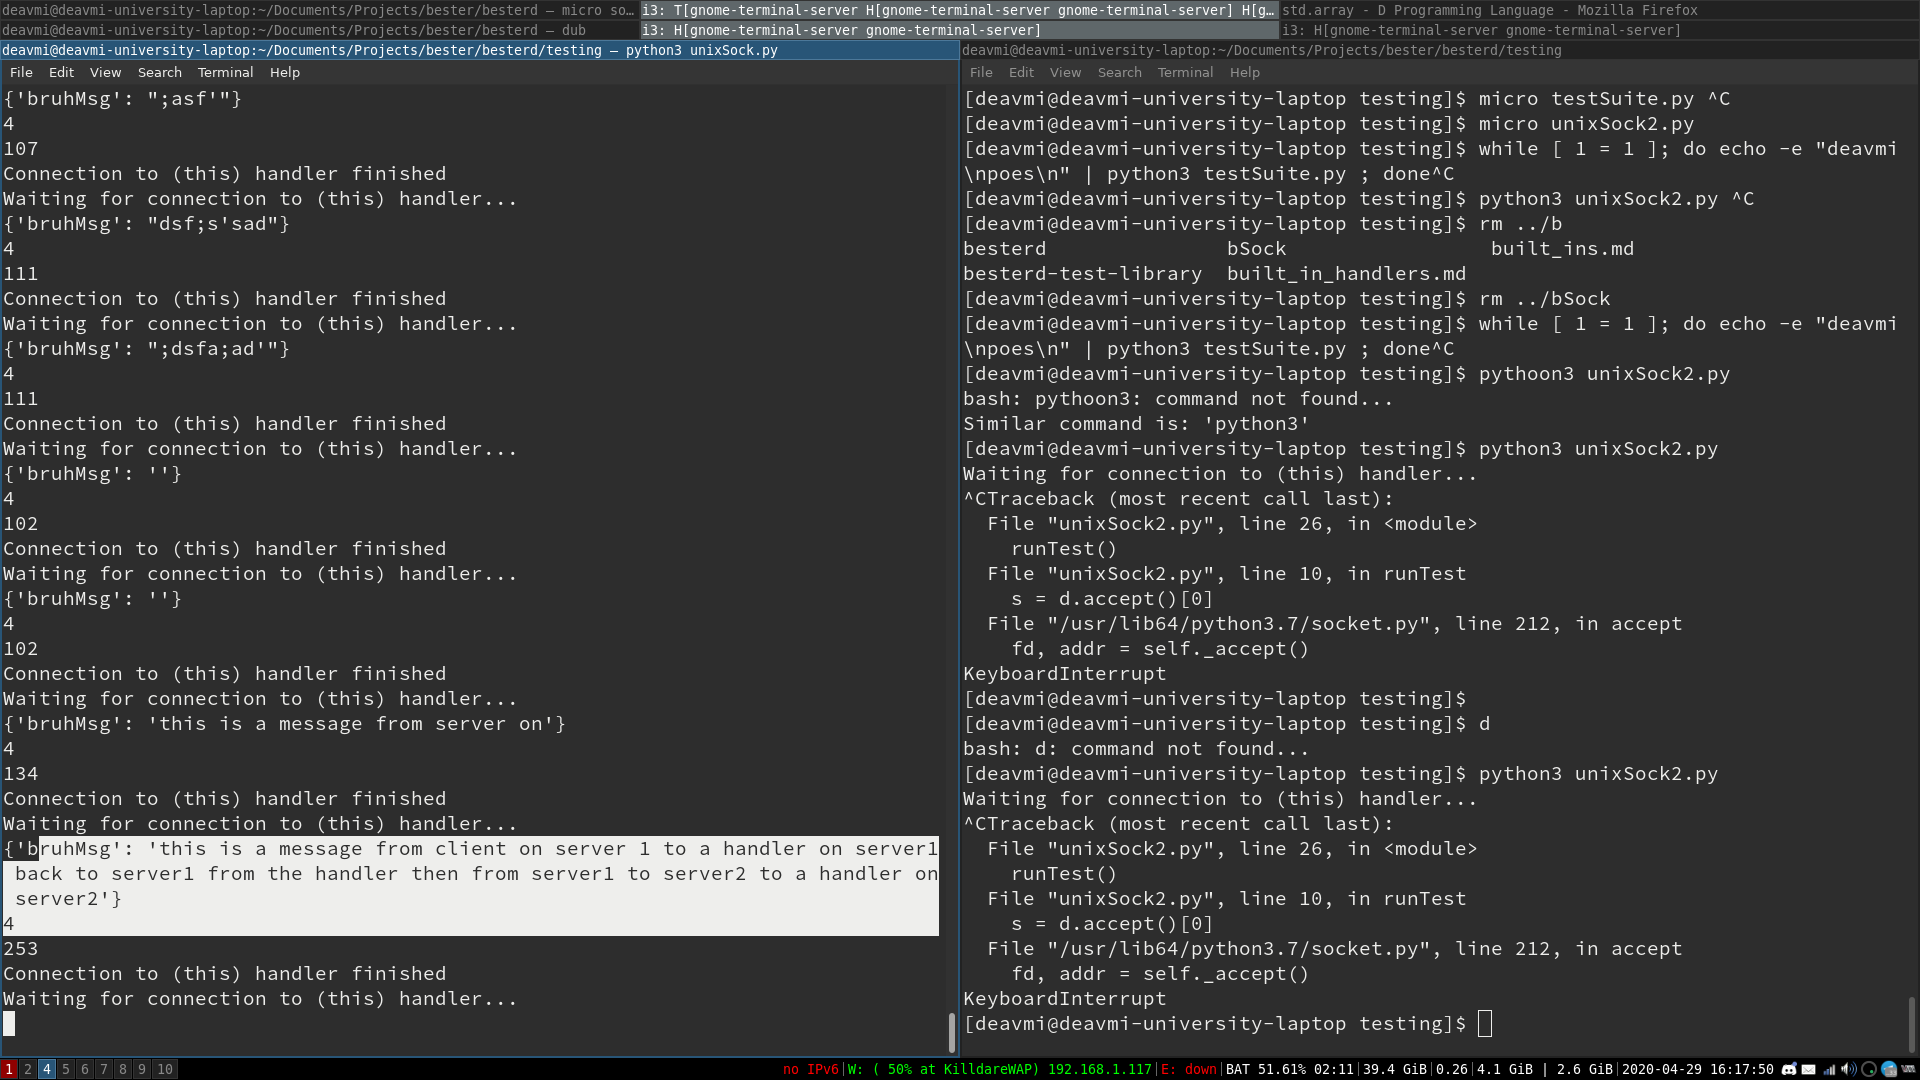 deavmi@deavmi-university-laptop:~/Documents/Projects/bester/besterd — micro so…
i3: T[gnome-terminal-server H[gnome-terminal-server gnome-terminal-server] H[g…
std.array - D Programming Language - Mozilla Firefox
deavmi@deavmi-university-laptop:~/Documents/Projects/bester/besterd — dub
i3: H[gnome-terminal-server gnome-terminal-server]
i3: H[gnome-terminal-server gnome-terminal-server]
deavmi@deavmi-university-laptop:~/Documents/Projects/bester/besterd/testing — python3 unixSock.py
File Edit View Search Terminal Help
{'bruhMsg': ";asf'"}
4
107
Connection to (this) handler finished
Waiting for connection to (this) handler...
{'bruhMsg': "dsf;s'sad"}
4
111
Connection to (this) handler finished
Waiting for connection to (this) handler...
{'bruhMsg': ";dsfa;ad'"}
4
111
Connection to (this) handler finished
Waiting for connection to (this) handler...
{'bruhMsg': ''}
4
102
Connection to (this) handler finished
Waiting for connection to (this) handler...
{'bruhMsg': ''}
4
102
Connection to (this) handler finished
Waiting for connection to (this) handler...
{'bruhMsg': 'this is a message from server on'}
4
134
Connection to (this) handler finished
Waiting for connection to (this) handler...
{'bruhMsg': 'this is a message from client on server 1 to a handler on server1
back to server1 from the handler then from server1 to server2 to a handler on
server2'}
4
253
Connection to (this) handler finished
Waiting for connection to (this) handler...
deavmi@deavmi-university-laptop:~/Documents/Projects/bester/besterd/testing
File Edit View Search Terminal Help
[deavmi@deavmi-university-laptop testing]$ micro testSuite.py ^C
[deavmi@deavmi-university-laptop testing]$ micro unixSock2.py
[deavmi@deavmi-university-laptop testing]$ while [ 1 = 1 ]; do echo -e "deavmi
\npoes\n" | python3 testSuite.py ; done^C
[deavmi@deavmi-university-laptop testing]$ python3 unixSock2.py ^C
[deavmi@deavmi-university-laptop testing]$ rm ../b
besterd bSock built_ins.md
besterd-test-library built_in_handlers.md
[deavmi@deavmi-university-laptop testing]$ rm ../bSock
[deavmi@deavmi-university-laptop testing]$ while [ 1 = 1 ]; do echo -e "deavmi
\npoes\n" | python3 testSuite.py ; done^C
[deavmi@deavmi-university-laptop testing]$ pythoon3 unixSock2.py
bash: pythoon3: command not found...
Similar command is: 'python3'
[deavmi@deavmi-university-laptop testing]$ python3 unixSock2.py
Waiting for connection to (this) handler...
^CTraceback (most recent call last):
File "unixSock2.py", line 26, in <module>
runTest()
File "unixSock2.py", line 10, in runTest
s = d.accept()[0]
File "/usr/lib64/python3.7/socket.py", line 212, in accept
fd, addr = self._accept()
KeyboardInterrupt
[deavmi@deavmi-university-laptop testing]$
[deavmi@deavmi-university-laptop testing]$ d
bash: d: command not found...
[deavmi@deavmi-university-laptop testing]$ python3 unixSock2.py
Waiting for connection to (this) handler...
^CTraceback (most recent call last):
File "unixSock2.py", line 26, in <module>
runTest()
File "unixSock2.py", line 10, in runTest
s = d.accept()[0]
File "/usr/lib64/python3.7/socket.py", line 212, in accept
fd, addr = self._accept()
KeyboardInterrupt
[deavmi@deavmi-university-laptop testing]$
1 2 4 5 6 7 8 9 10
no IPv6|W: ( 50% at KilldareWAP) 192.168.1.117|E: down|BAT 51.61% 02:11|39.4 GiB|0.26|4.1 GiB | 2.6 GiB|2020-04-29 16:17:50